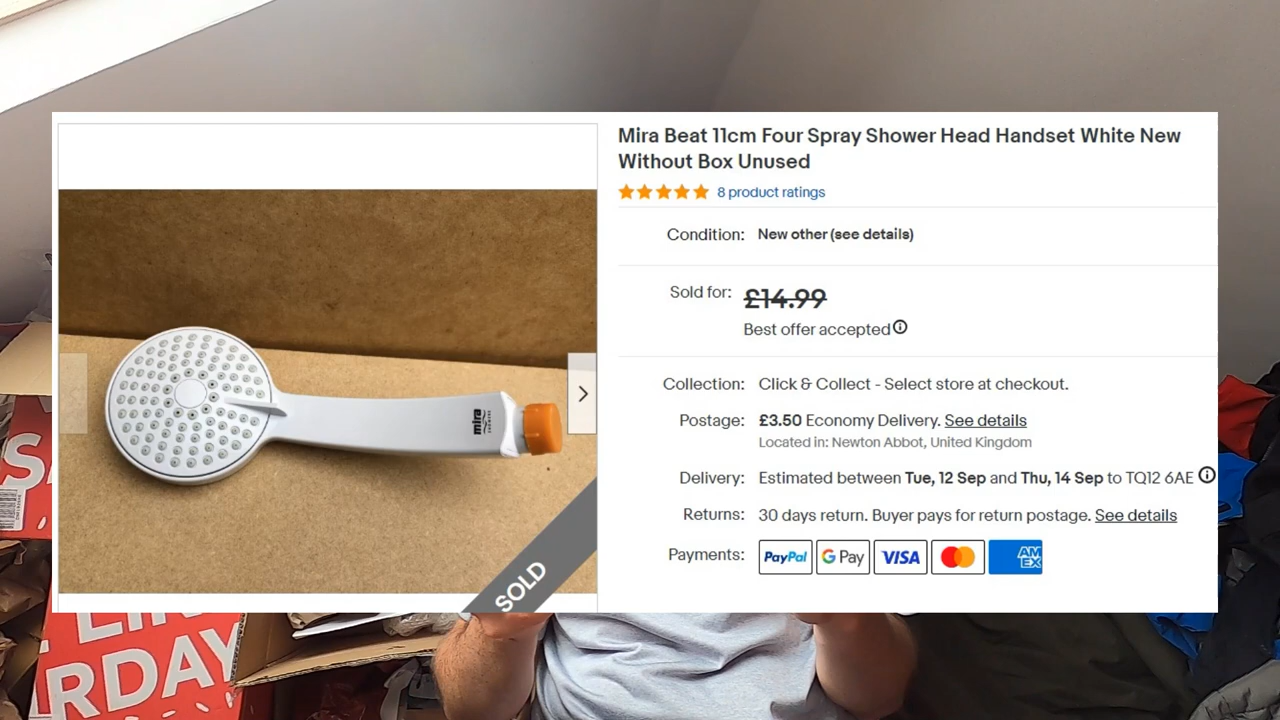 Mira Beat 11cm Four Spray Shower Head Handset White New
Without Box Unused
8 product ratings
Condition: New other (see details)
Sold for: £14.99
Best offer accepted
Collection: Click & Collect - Select store at checkout.
Postage: £3.50 Economy Delivery. See details
Located in: Newton Abbot, United Kingdom
Delivery: Estimated between Tue, 12 Sep and Thu, 14 Sep to TQ12 6AE
Returns: 30 days return. Buyer pays for return postage. See details
Payments: PayPal G Pay VISA AM EX
mira
SOLD
RDAY